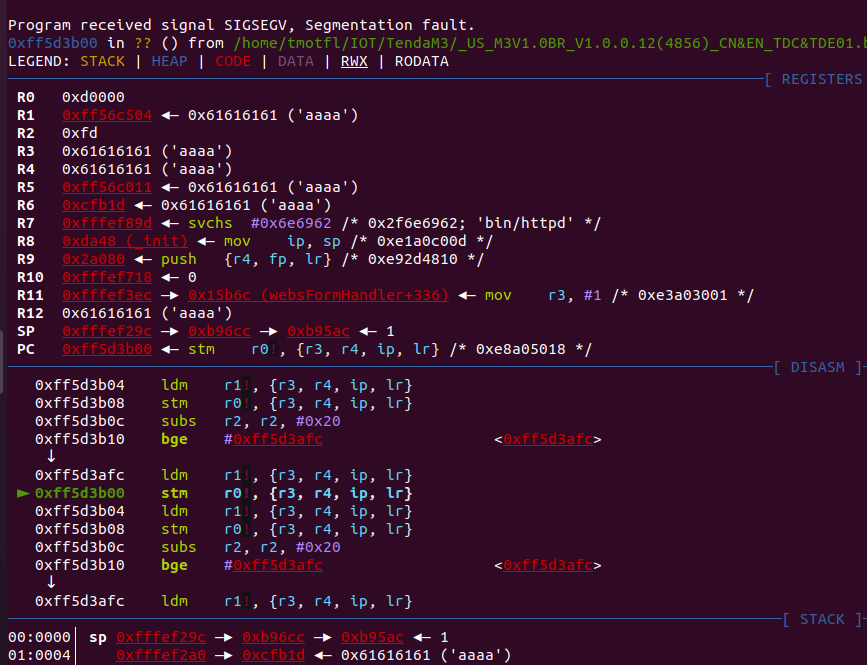 Program received signal SIGSEGV, Segmentation fault.
0xff5d3b00 in ?? () from /home/tmotfl/IOT/TendaM3/_US_M3V1.0BR_V1.0.0.12(4856)_CN&EN_TDC&TDE01.b
LEGEND: STACK | HEAP | CODE | DATA | RWX | RODATA
[ REGISTERS
R0 0xd0000
R1 0xff56c504 ◂— 0x61616161 ('aaaa')
R2 0xfd
R3 0x61616161 ('aaaa')
R4 0x61616161 ('aaaa')
R5 0xff56c011 ◂— 0x61616161 ('aaaa')
R6 0xcfb1d ◂— 0x61616161 ('aaaa')
R7 0xfffef89d ◂— svchs #0x6e6962 /* 0x2f6e6962; 'bin/httpd' */
R8 0xda48 (_init) ◂— mov ip, sp /* 0xe1a0c00d */
R9 0x2a080 ◂— push {r4, fp, lr} /* 0xe92d4810 */
R10 0xfffef718 ◂— 0
R11 0xfffef3ec —▸ 0x15b6c (websFormHandler+336) ◂— mov r3, #1 /* 0xe3a03001 */
R12 0x61616161 ('aaaa')
SP 0xfffef29c —▸ 0xb96cc —▸ 0xb95ac ◂— 1
PC 0xff5d3b00 ◂— stm r0!, {r3, r4, ip, lr} /* 0xe8a05018 */
[ DISASM ]
0xff5d3b04 ldm r1!, {r3, r4, ip, lr}
0xff5d3b08 stm r0!, {r3, r4, ip, lr}
0xff5d3b0c subs r2, r2, #0x20
0xff5d3b10 bge #0xff5d3afc <0xff5d3afc>
↓
0xff5d3afc ldm r1!, {r3, r4, ip, lr}
► 0xff5d3b00 stm r0!, {r3, r4, ip, lr}
0xff5d3b04 ldm r1!, {r3, r4, ip, lr}
0xff5d3b08 stm r0!, {r3, r4, ip, lr}
0xff5d3b0c subs r2, r2, #0x20
0xff5d3b10 bge #0xff5d3afc <0xff5d3afc>
↓
0xff5d3afc ldm r1!, {r3, r4, ip, lr}
[ STACK ]
00:0000│ sp 0xfffef29c —▸ 0xb96cc —▸ 0xb95ac ◂— 1
01:0004│ 0xfffef2a0 —▸ 0xcfb1d ◂— 0x61616161 ('aaaa')